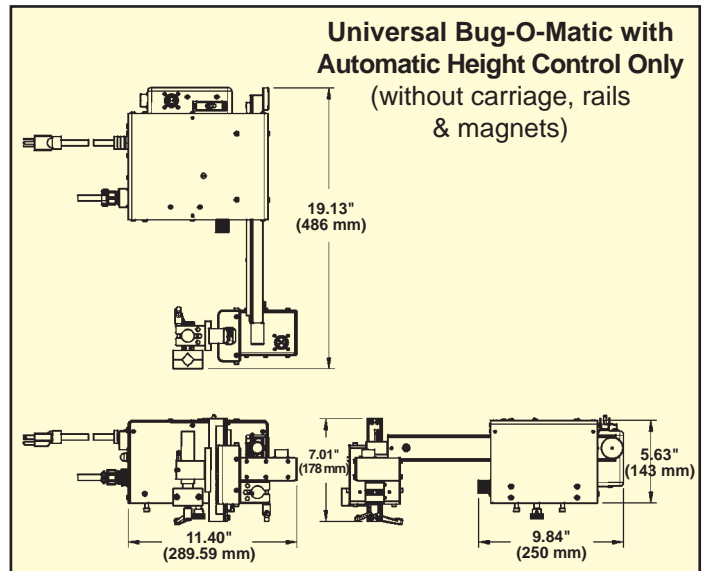 Universal Bug-O-Matic with
Automatic Height Control Only
(without carriage, rails
& magnets)
19.13"
(486 mm)
7.01"
(178 mm)
5.63"
(143 mm)
11.40"
(289.59 mm)
9.84"
(250 mm)